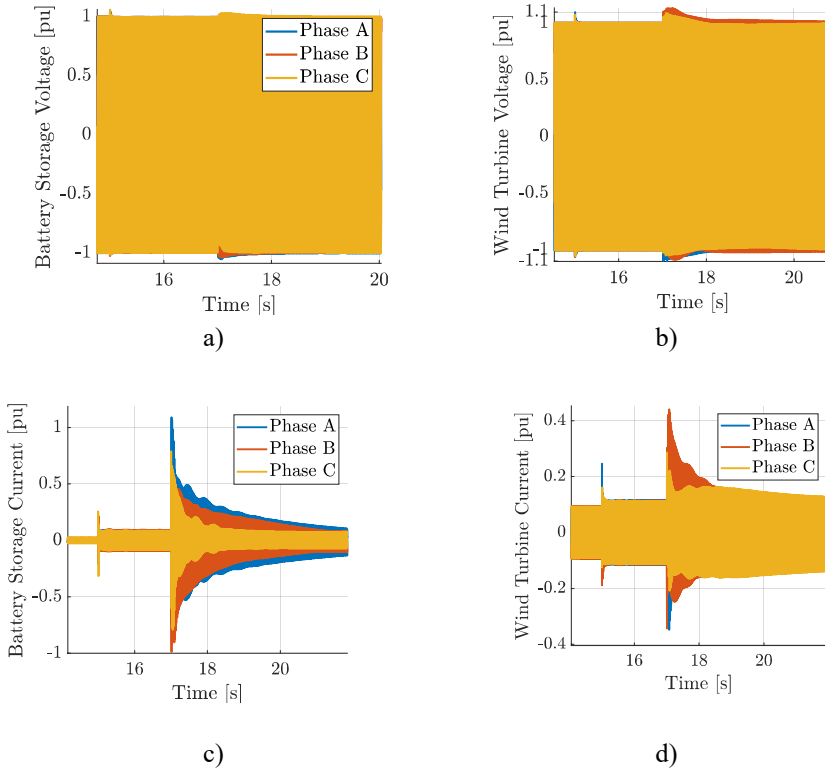 Battery Storage Voltage [pu]
1
0.5
0
-0.5
-1
16
18
20
Time [s]
Phase A
Phase B
Phase C
a)
Wind Turbine Voltage [pu]
1.1
1
0.5
0
-0.5
-1
-1.1
16
18
20
Time [s]
b)
Battery Storage Current [pu]
1
0.5
0
-0.5
-1
16
18
20
Time [s]
Phase A
Phase B
Phase C
c)
Wind Turbine Current [pu]
0.4
0.2
0
-0.2
-0.4
16
18
20
Time [s]
Phase A
Phase B
Phase C
d)